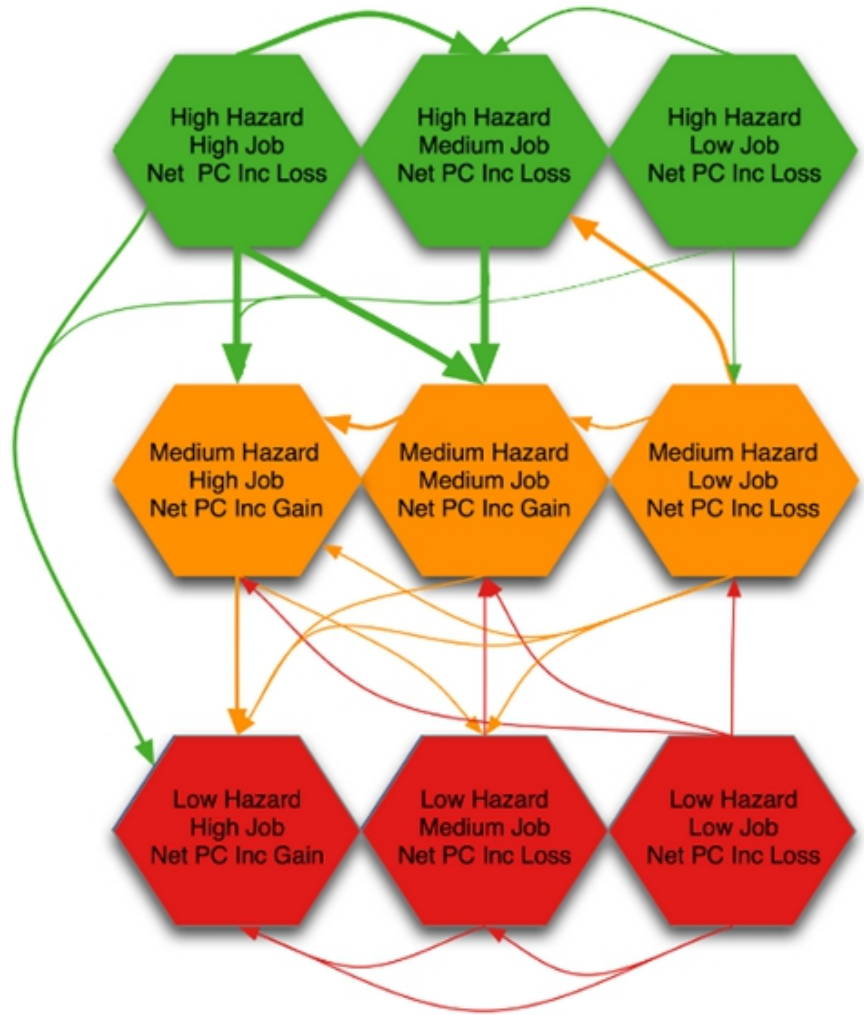 High Hazard
High Job
Net PC Inc Loss
High Hazard
Medium Job
Net PC Inc Loss
High Hazard
Low Job
Net PC Inc Loss
Medium Hazard
High Job
Net PC Inc Gain
Medium Hazard
Medium Job
Net PC Inc Gain
Medium Hazard
Low Job
Net PC Inc Loss
Low Hazard
High Job
Net PC Inc Gain
Low Hazard
Medium Job
Net PC Inc Loss
Low Hazard
Low Job
Net PC Inc Loss